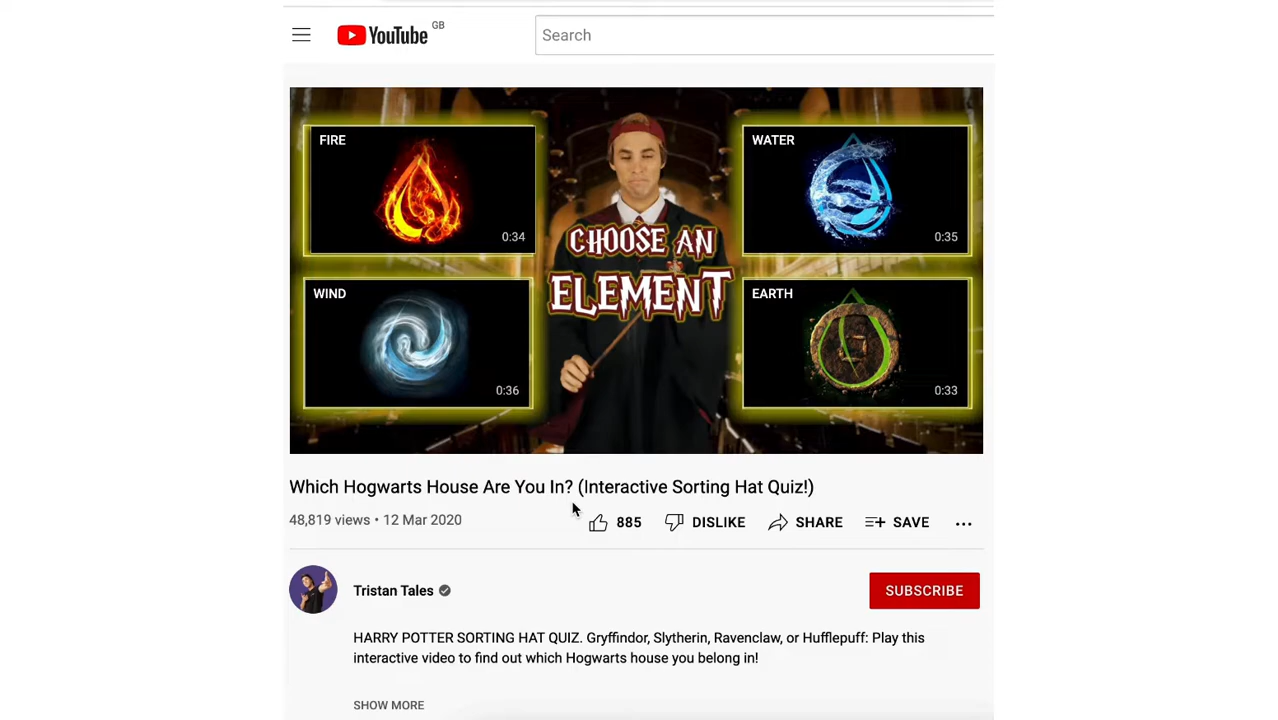 YouTube GB
Search
FIRE
0:34
WATER
0:35
CHOOSE AN
ELEMENT
WIND
0:36
EARTH
0:33
Which Hogwarts House Are You In? (Interactive Sorting Hat Quiz!)
48,819 views • 12 Mar 2020
885 DISLIKE SHARE SAVE ...
Tristan Tales
SUBSCRIBE
HARRY POTTER SORTING HAT QUIZ. Gryffindor, Slytherin, Ravenclaw, or Hufflepuff: Play this
interactive video to find out which Hogwarts house you belong in!
SHOW MORE